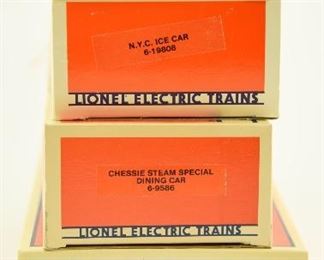 N.Y.C. ICE CAR
6-19808
LIONEL ELECTRIC TRAINS
CHESSIE STEAM SPECIAL
DINING CAR
6-9586
LIONEL ELECTRIC TRAINS